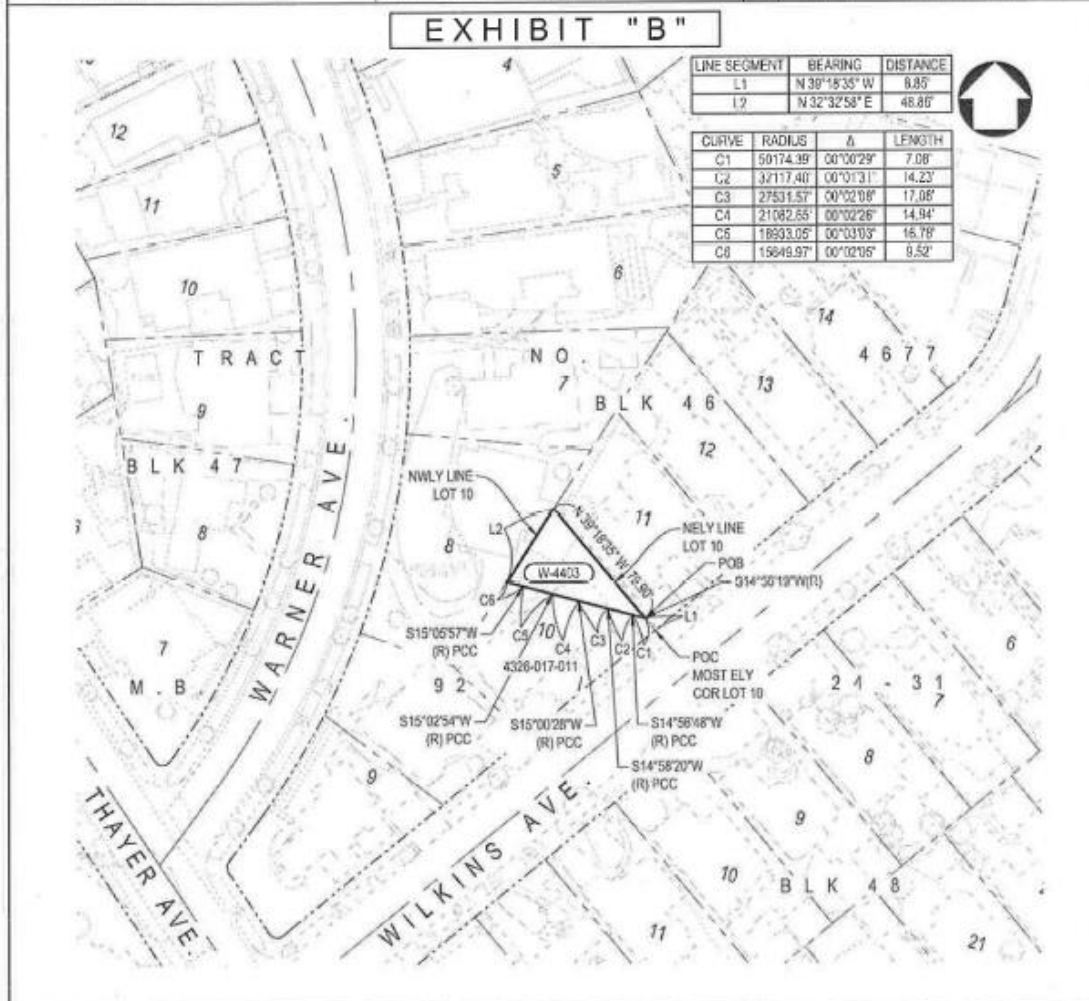 EXHIBIT "B"
LINE SEGMENT BEARING DISTANCE
L1 N 39°18'35" W 8.85'
L2 N 32°32'58" E 48.86'
CURVE RADIUS Δ LENGTH
C1 50174.39' 00°00'29" 7.08'
C2 32117.40' 00°01'31" 14.23'
C3 27531.57' 00°02'08" 17.08'
C4 21082.65' 00°02'26" 14.94'
C5 18933.05' 00°03'03" 16.78'
C6 15649.97' 00°02'05" 9.52'
4
12
5
11
6
10
14
TRACT
NO.
4677
7
13
9
BLK 46
12
BLK 47
NWLY LINE
LOT 10
8
L2
8
11
N 39°18'35" W 79.90'
NELY LINE
LOT 10
POB
S14°56'19"W(R)
W-4403
L1
C6
C5
C4
C3
C2
C1
10
S15°05'57"W
(R) PCC
4326-017-011
POC
MOST ELY
COR LOT 10
7
M.B.
92
24-31
6
7
WARNER AVE.
S15°02'54"W
(R) PCC
S15°00'28"W
(R) PCC
S14°56'48"W
(R) PCC
S14°58'20"W
(R) PCC
8
9
9
THAYER AVE.
WILKINS AVE.
10
BLK 48
11
21